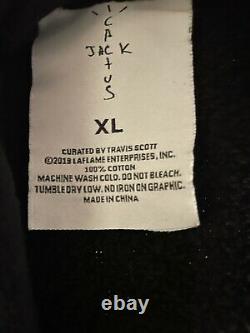 CACTUS
JACK
XL
CURATED BY TRAVIS SCOTT
©2019 LAFLAME ENTERPRISES, INC.
100% COTTON
MACHINE WASH COLD. DO NOT BLEACH.
TUMBLE DRY LOW. NO IRON ON GRAPHIC.
MADE IN CHINA